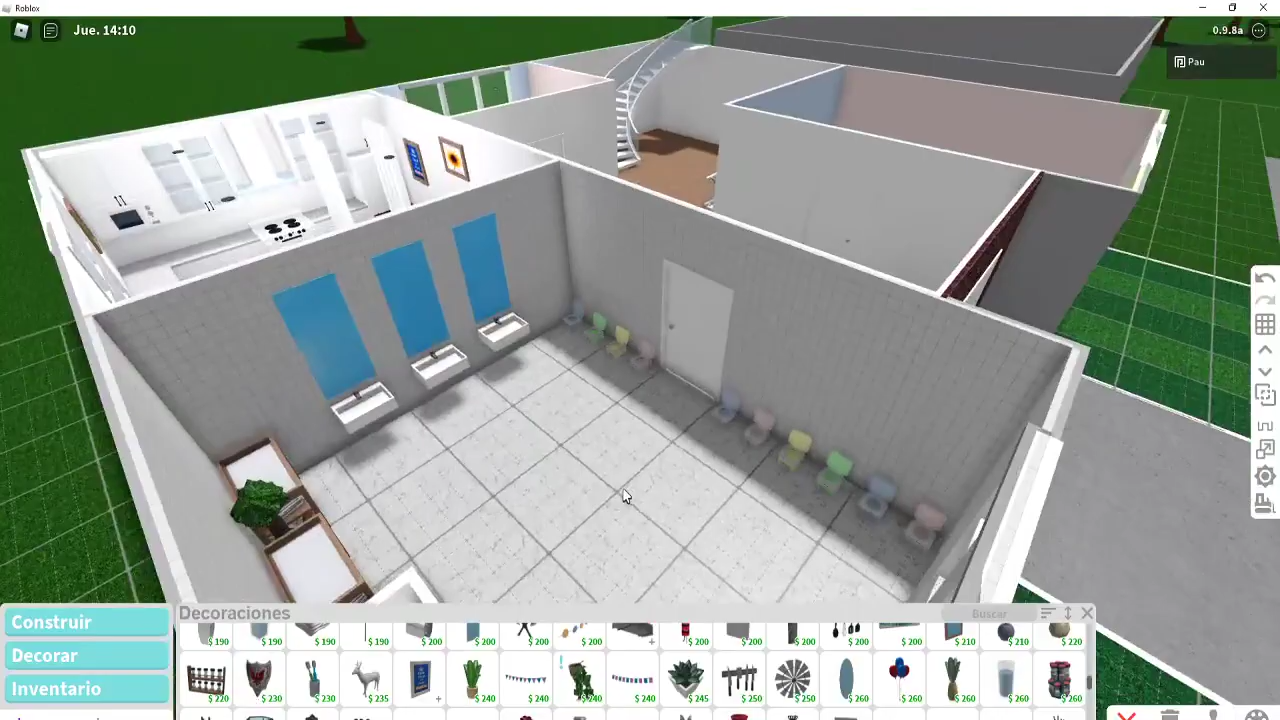 Roblox
Jue. 14:10
0.9.8a
Pau
Construir
Decorar
Inventario
Decoraciones
Buscar
$190 $190 $190 $190 $200 $200 $200 $200 $200 $200 $200 $200 $200 $200 $210 $210 $220
$220 $230 $230 $235 $240 $240 $240 $240 $245 $250 $250 $260 $260 $260 $260 $260